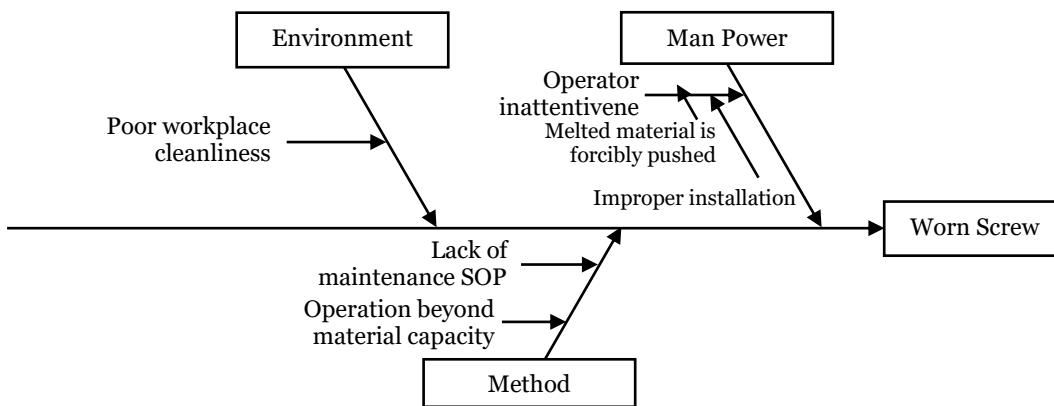 Environment
Man Power
Operator
inattentivene
Melted material is
forcibly pushed
Poor workplace
cleanliness
Improper installation
Worn Screw
Lack of
maintenance SOP
Operation beyond
material capacity
Method